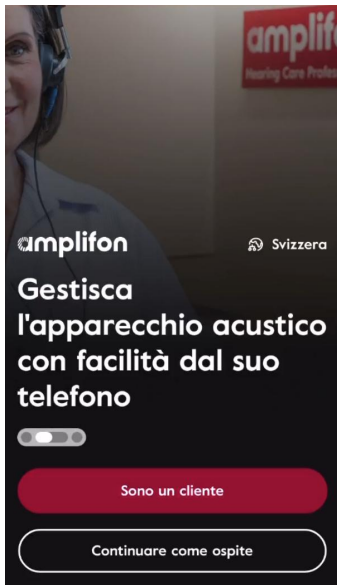 amplifon
Svizzera
Gestisca
l'apparecchio acustico
con facilità dal suo
telefono
Sono un cliente
Continuare come ospite